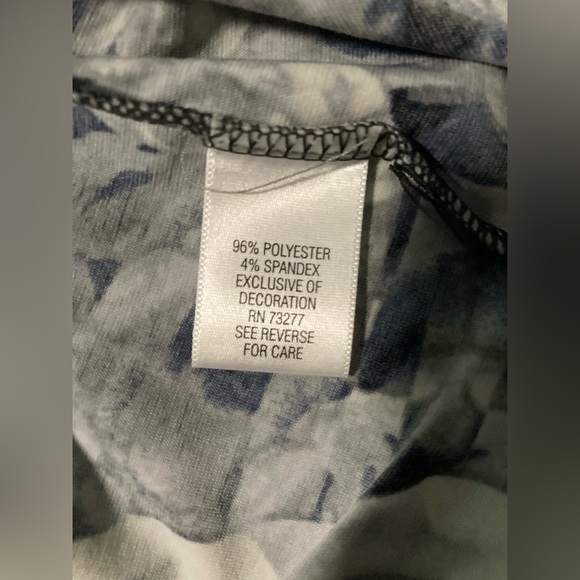 96% POLYESTER
4% SPANDEX
EXCLUSIVE OF
DECORATION
RN 73277
SEE REVERSE
FOR CARE